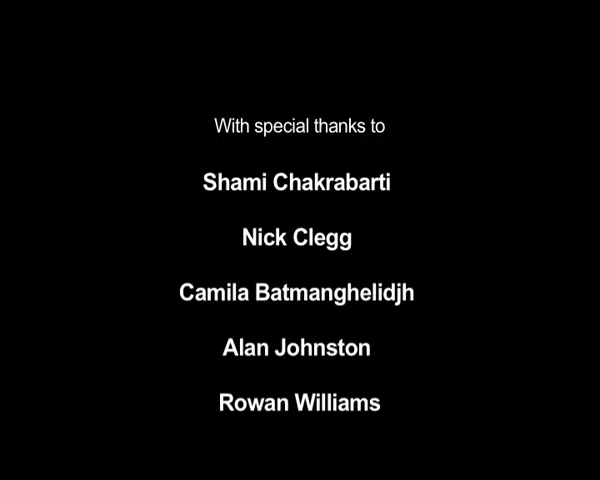 With special thanks to
Shami Chakrabarti
Nick Clegg
Camila Batmanghelidjh
Alan Johnston
Rowan Williams